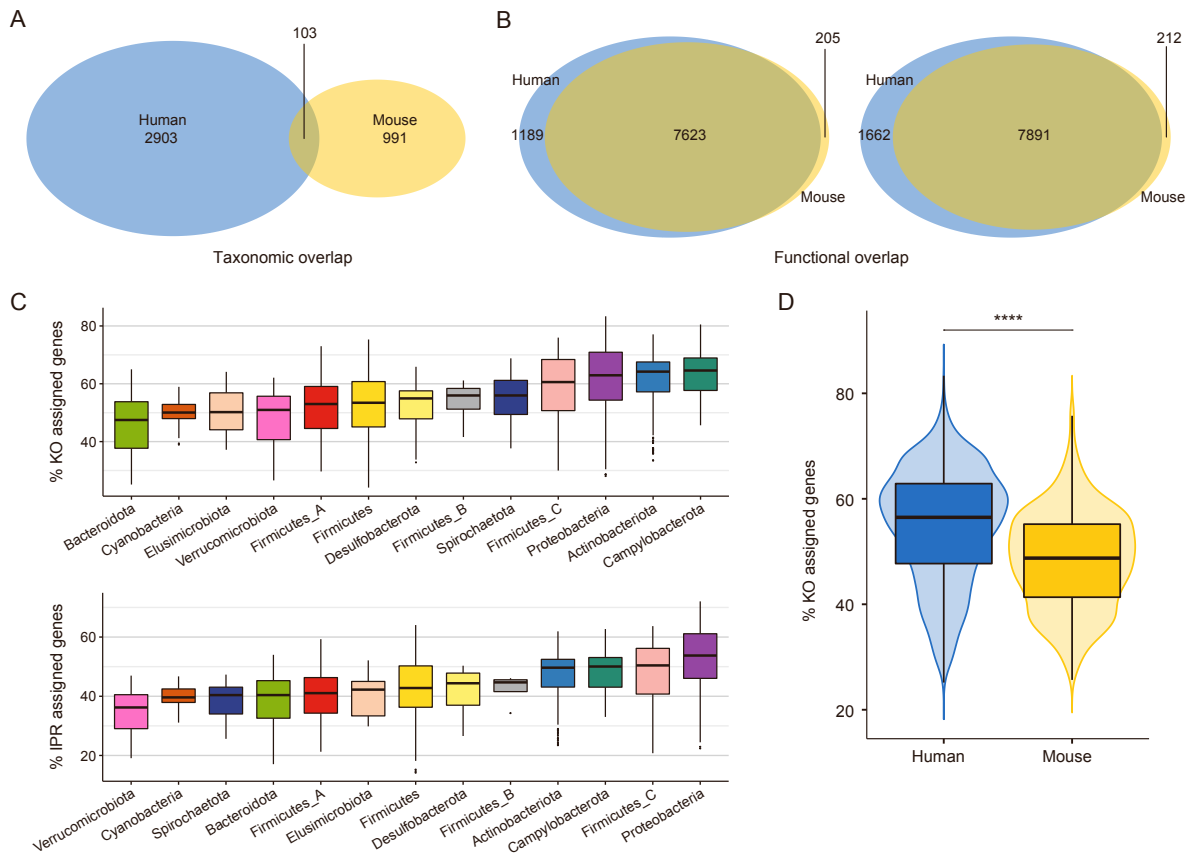 A
103
Human
2903
Mouse
991
Taxonomic overlap
B
205
Human
1189
7623
Mouse
212
Human
1662
7891
Mouse
Functional overlap
C
% KO assigned genes
80
60
40
Bacteroidota
Cyanobacteria
Elusimicrobiota
Verrucomicrobiota
Firmicutes_A
Firmicutes
Desulfobacterota
Firmicutes_B
Spirochaetota
Firmicutes_C
Proteobacteria
Actinobacteriota
Campylobacterota
% IPR assigned genes
60
40
20
Verrucomicrobiota
Cyanobacteria
Spirochaetota
Bacteroidota
Firmicutes_A
Elusimicrobiota
Firmicutes
Desulfobacterota
Firmicutes_B
Actinobacteriota
Campylobacterota
Firmicutes_C
Proteobacteria
D
****
% KO assigned genes
80
60
40
20
Human
Mouse